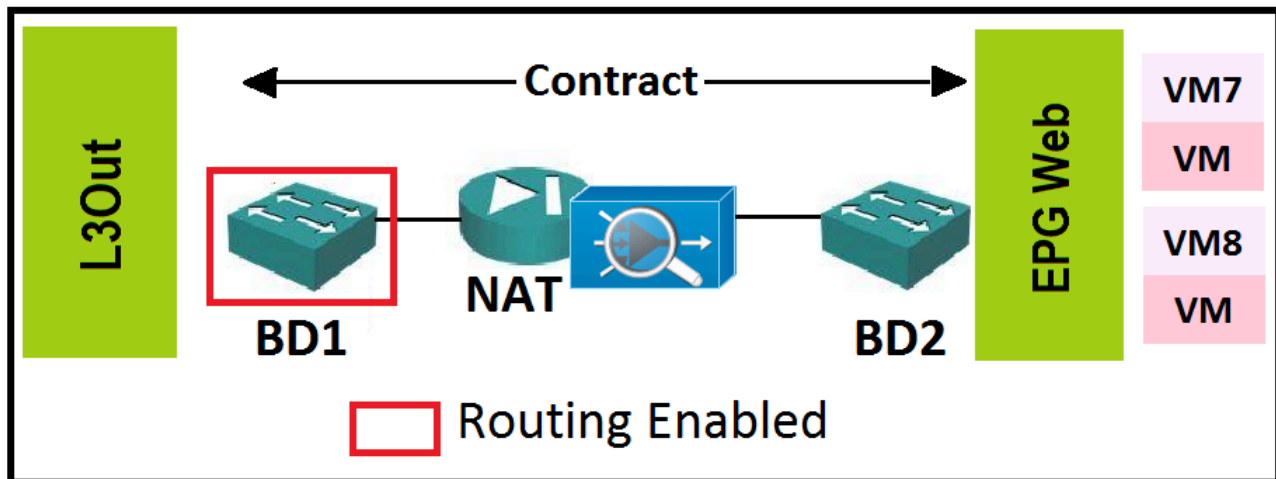 L3Out
Contract
BD1
NAT
BD2
EPG Web
VM7
VM
VM8
VM
Routing Enabled